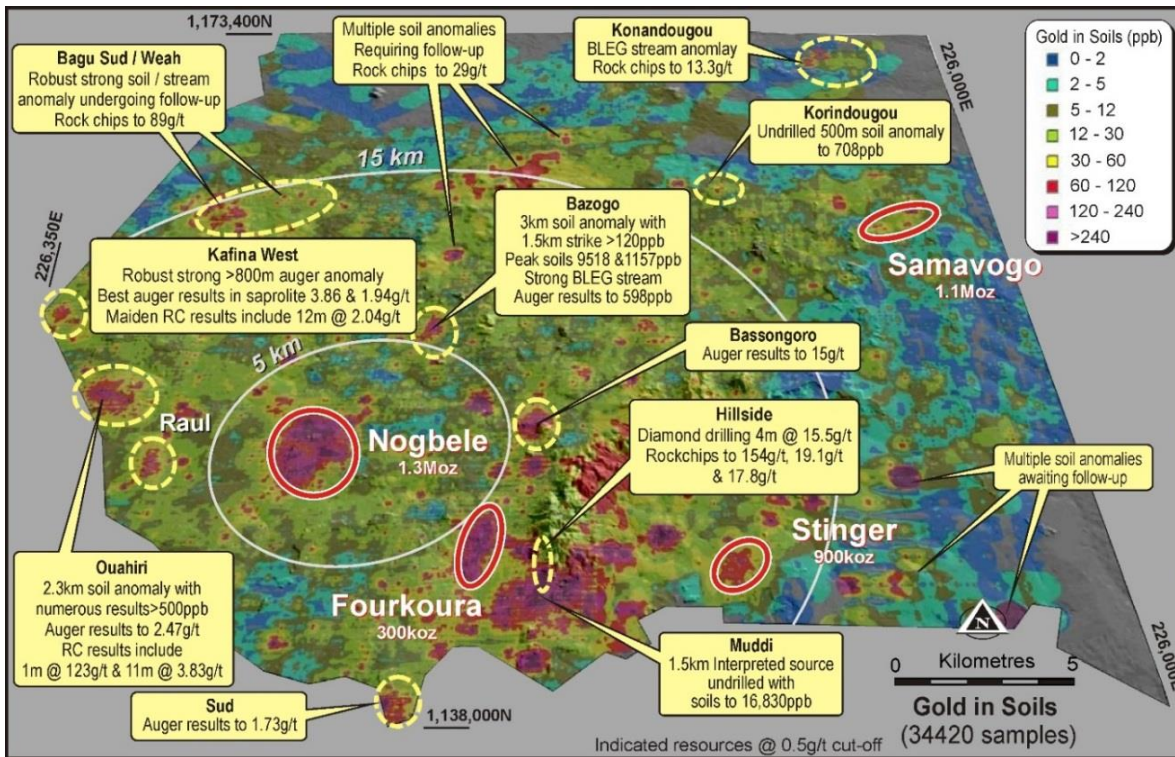 1,173,400N
Bagu Sud / Weah
Robust strong soil / stream
anomaly undergoing follow-up
Rock chips to 89g/t
Multiple soil anomalies
Requiring follow-up
Rock chips to 29g/t
Konandougou
BLEG stream anomlay
Rock chips to 13.3g/t
226,000E
Gold in Soils (ppb)
0 - 2
2 - 5
5 - 12
12 - 30
30 - 60
60 - 120
120 - 240
>240
Korindougou
Undrilled 500m soil anomaly
to 708ppb
15 km
226,350E
Kafina West
Robust strong >800m auger anomaly
Best auger results in saprolite 3.86 & 1.94g/t
Maiden RC results include 12m @ 2.04g/t
Bazogo
3km soil anomaly with
1.5km strike >120ppb
Peak soils 9518 &1157ppb
Strong BLEG stream
Auger results to 598ppb
Samavogo
1.1Moz
5 km
Bassongoro
Auger results to 15g/t
Raul
Nogbele
1.3Moz
Hillside
Diamond drilling 4m @ 15.5g/t
Rockchips to 154g/t, 19.1g/t
& 17.8g/t
Multiple soil anomalies
awaiting follow-up
Stinger
900koz
Ouahiri
2.3km soil anomaly with
numerous results>500ppb
Auger results to 2.47g/t
RC results include
1m @ 123g/t & 11m @ 3.83g/t
Fourkoura
300koz
Muddi
1.5km Interpreted source
undrilled with
soils to 16,830ppb
Sud
Auger results to 1.73g/t
1,138,000N
N
0 Kilometres 5
226,000E
Gold in Soils
(34420 samples)
Indicated resources @ 0.5g/t cut-off